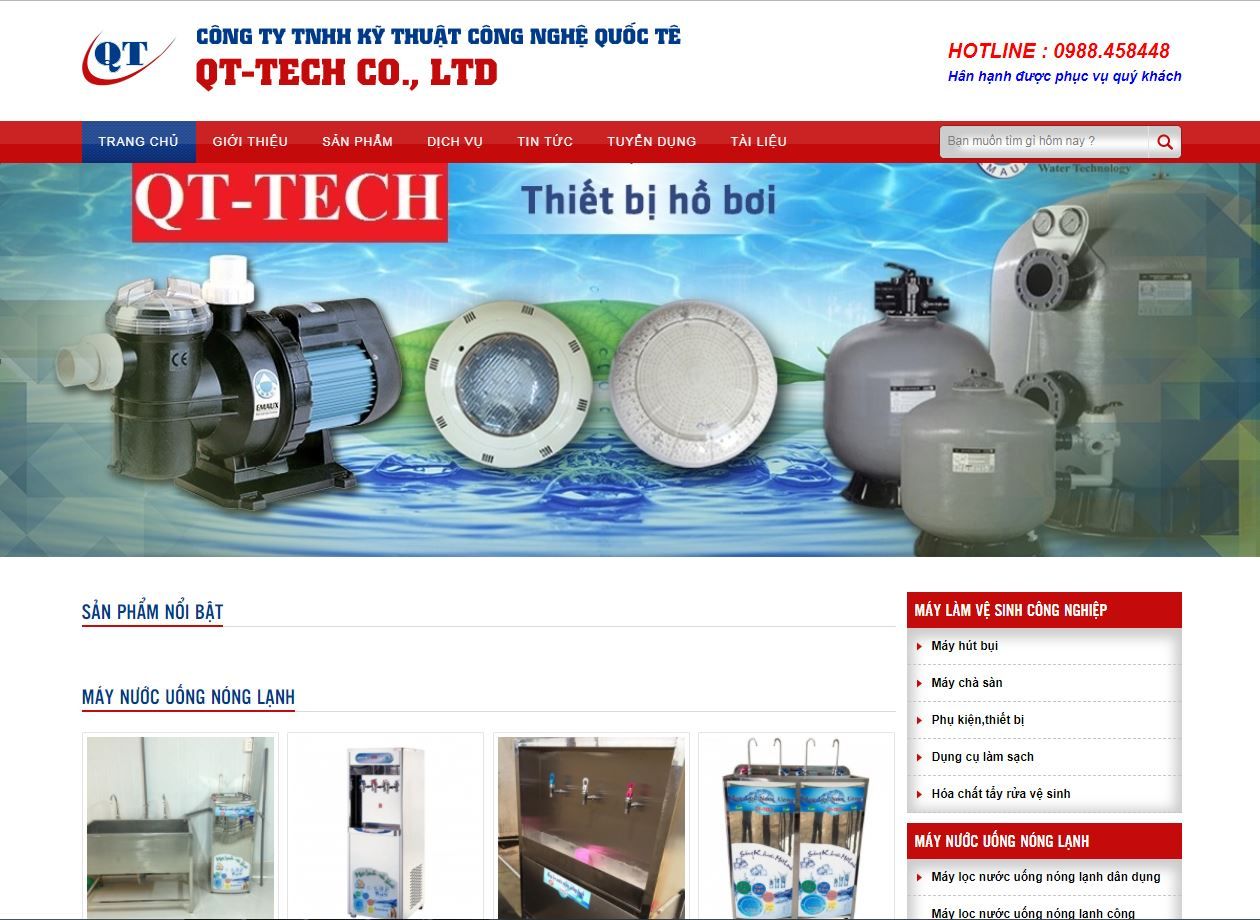 QT
CÔNG TY TNHH KỸ THUẬT CÔNG NGHỆ QUỐC TẾ
QT-TECH CO., LTD
HOTLINE : 0988.458448
Hân hạnh được phục vụ quý khách
TRANG CHỦ GIỚI THIỆU SẢN PHẨM DỊCH VỤ TIN TỨC TUYỂN DỤNG TÀI LIỆU
Bạn muốn tìm gì hôm nay ?
QT-TECH
Thiết bị hồ bơi
MAU
Water Technology
CE
EMAUX
SẢN PHẨM NỔI BẬT
MÁY NƯỚC UỐNG NÓNG LẠNH
MÁY LÀM VỆ SINH CÔNG NGHIỆP
Máy hút bụi
Máy chà sàn
Phụ kiện,thiết bị
Dụng cụ làm sạch
Hóa chất tẩy rửa vệ sinh
MÁY NƯỚC UỐNG NÓNG LẠNH
Máy lọc nước uống nóng lạnh dân dụng
Máy lọc nước uống nóng lạnh công